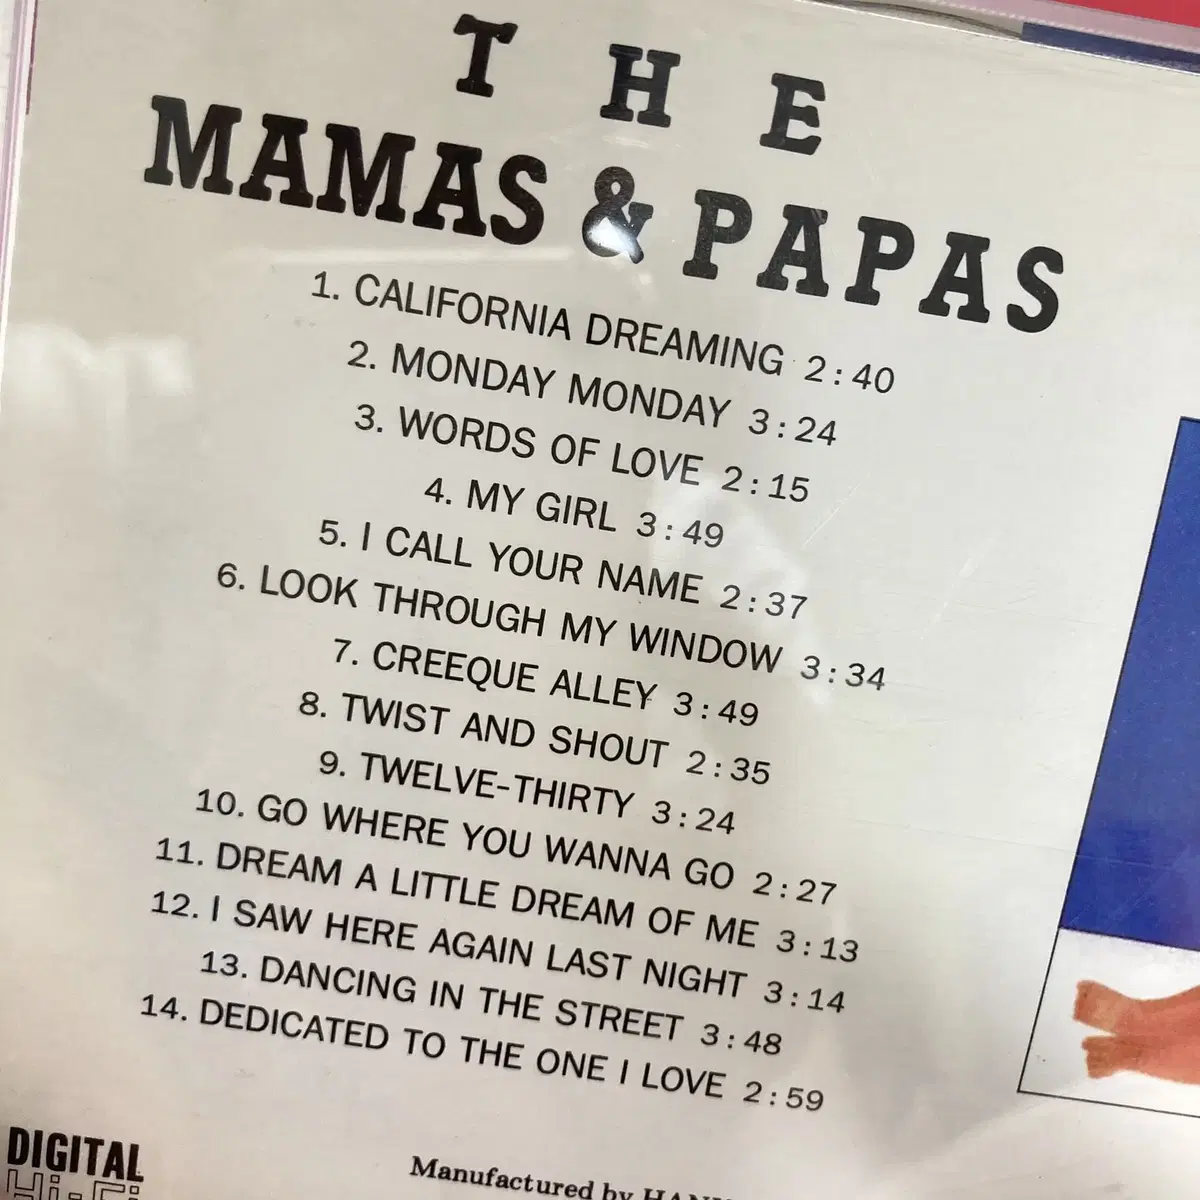 THE
MAMAS & PAPAS
1. CALIFORNIA DREAMING 2:40
2. MONDAY MONDAY 3:24
3. WORDS OF LOVE 2:15
4. MY GIRL 3:49
5. I CALL YOUR NAME 2:37
6. LOOK THROUGH MY WINDOW 3:34
7. CREEQUE ALLEY 3:49
8. TWIST AND SHOUT 2:35
9. TWELVE-THIRTY 3:24
10. GO WHERE YOU WANNA GO 2:27
11. DREAM A LITTLE DREAM OF ME 3:13
12. I SAW HERE AGAIN LAST NIGHT 3:14
13. DANCING IN THE STREET 3:48
14. DEDICATED TO THE ONE I LOVE 2:59
DIGITAL
Hi-Fi
Manufactured by